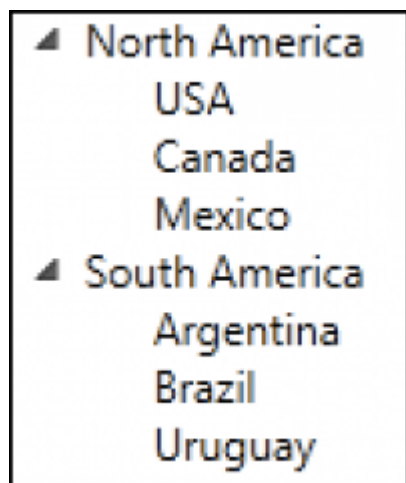 North America
USA
Canada
Mexico
South America
Argentina
Brazil
Uruguay